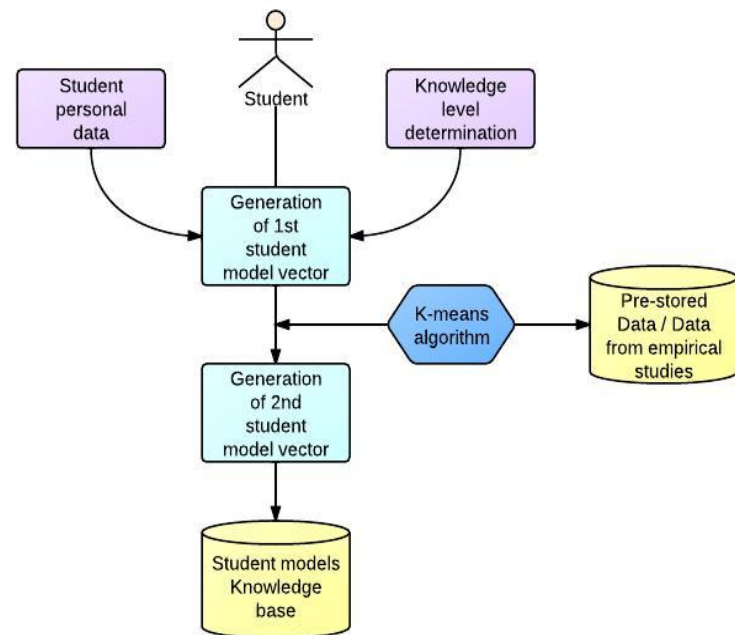 Student
personal
data
Student
Knowledge
level
determination
Generation
of 1st
student
model vector
K-means
algorithm
Pre-stored
Data / Data
from empirical
studies
Generation
of 2nd
student
model vector
Student models
Knowledge
base